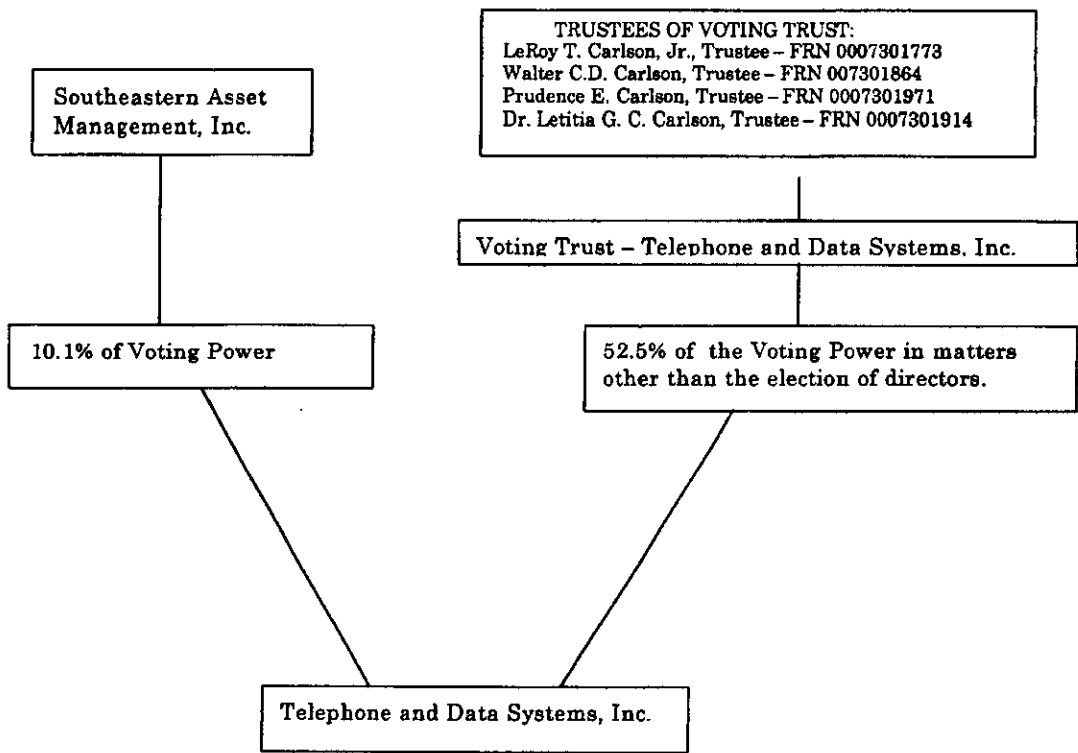 TRUSTEES OF VOTING TRUST:
LeRoy T. Carlson, Jr., Trustee – FRN 0007301773
Walter C.D. Carlson, Trustee – FRN 007301864
Prudence E. Carlson, Trustee – FRN 0007301971
Dr. Letitia G. C. Carlson, Trustee – FRN 0007301914
Southeastern Asset
Management, Inc.
Voting Trust – Telephone and Data Systems, Inc.
10.1% of Voting Power
52.5% of the Voting Power in matters
other than the election of directors.
Telephone and Data Systems, Inc.